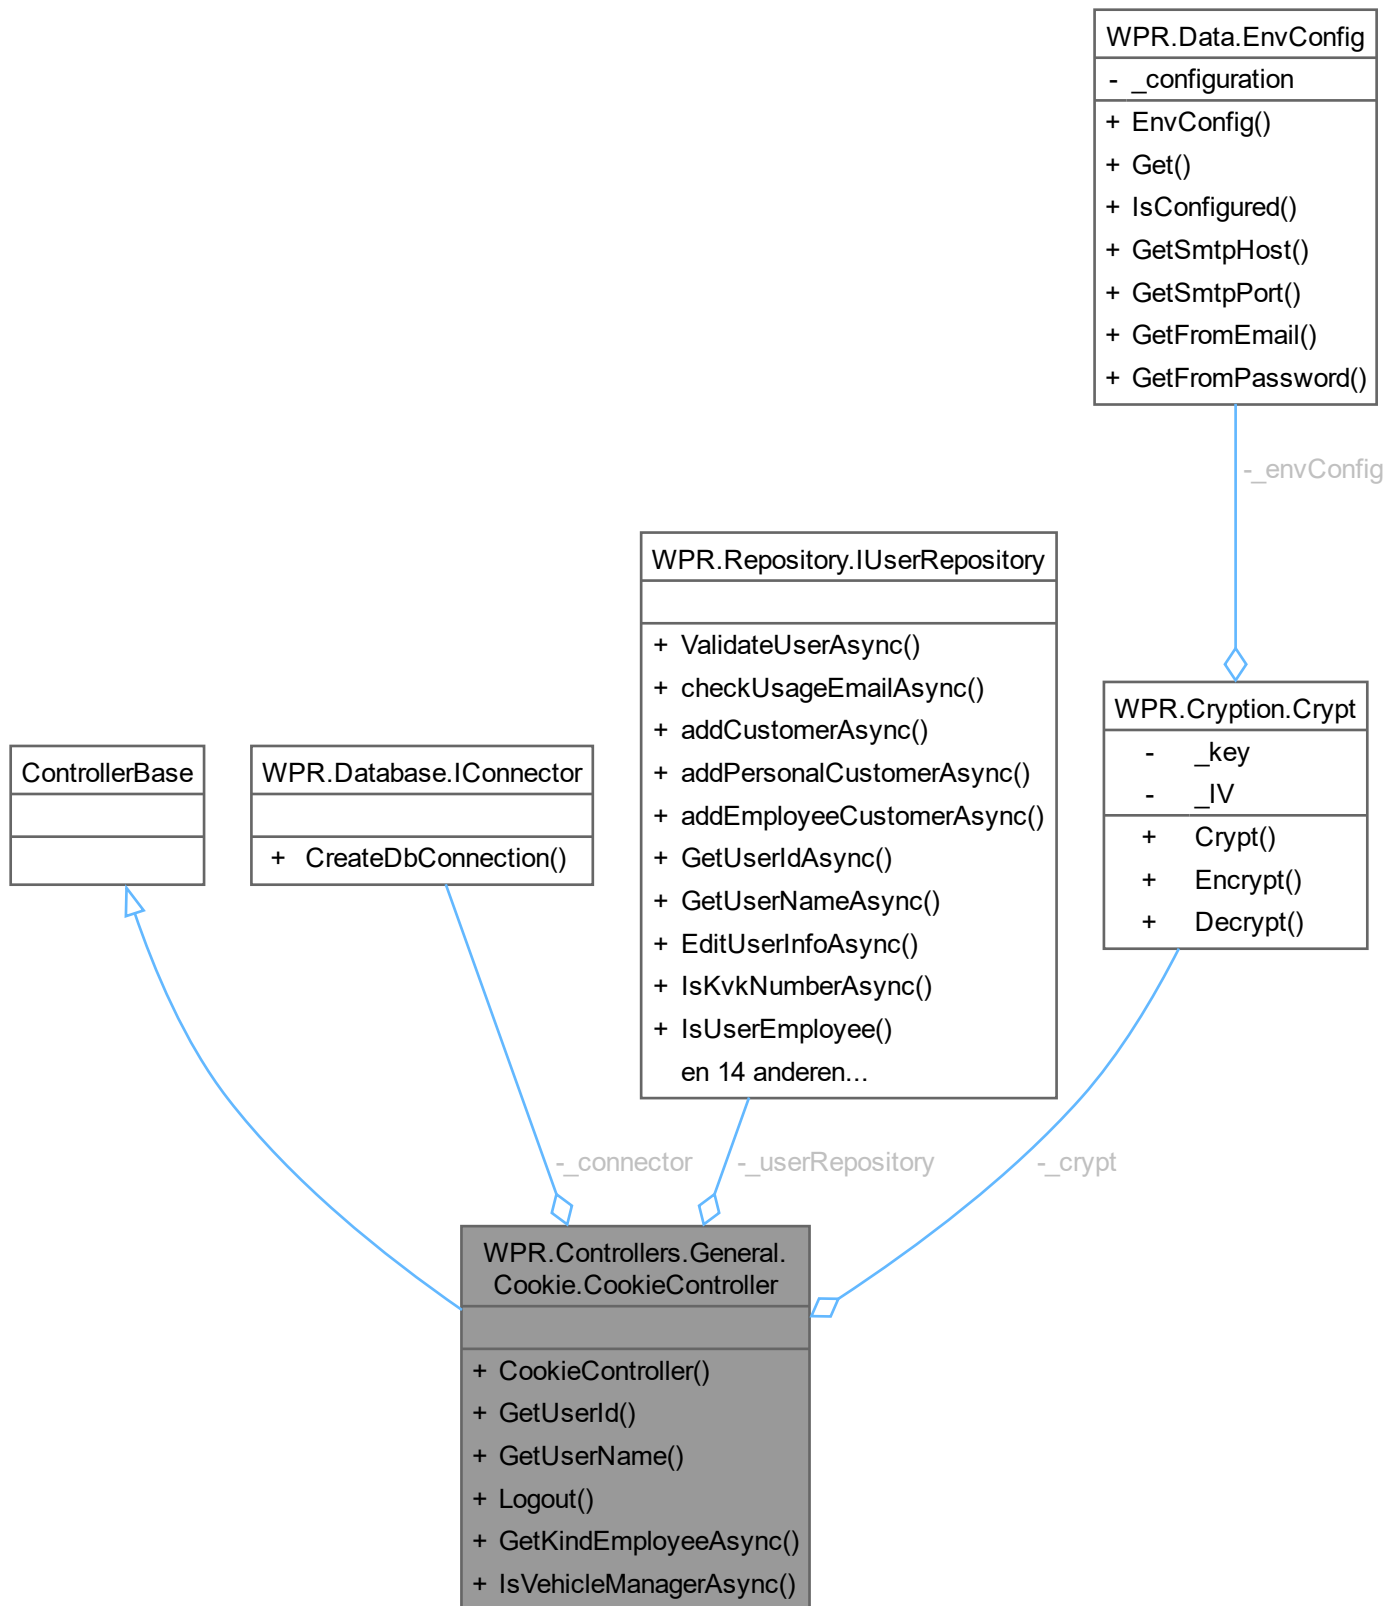 WPR.Data.EnvConfig
- _configuration
+ EnvConfig()
+ Get()
+ IsConfigured()
+ GetSmtpHost()
+ GetSmtpPort()
+ GetFromEmail()
+ GetFromPassword()
-_envConfig
WPR.Repository.IUserRepository
+ ValidateUserAsync()
+ checkUsageEmailAsync()
+ addCustomerAsync()
+ addPersonalCustomerAsync()
+ addEmployeeCustomerAsync()
+ GetUserIdAsync()
+ GetUserNameAsync()
+ EditUserInfoAsync()
+ IsKvkNumberAsync()
+ IsUserEmployee()
en 14 anderen...
WPR.Cryption.Crypt
- _key
- _IV
+ Crypt()
+ Encrypt()
+ Decrypt()
ControllerBase
WPR.Database.IConnector
+ CreateDbConnection()
-_connector
-_userRepository
-_crypt
WPR.Controllers.General.
Cookie.CookieController
+ CookieController()
+ GetUserId()
+ GetUserName()
+ Logout()
+ GetKindEmployeeAsync()
+ IsVehicleManagerAsync()